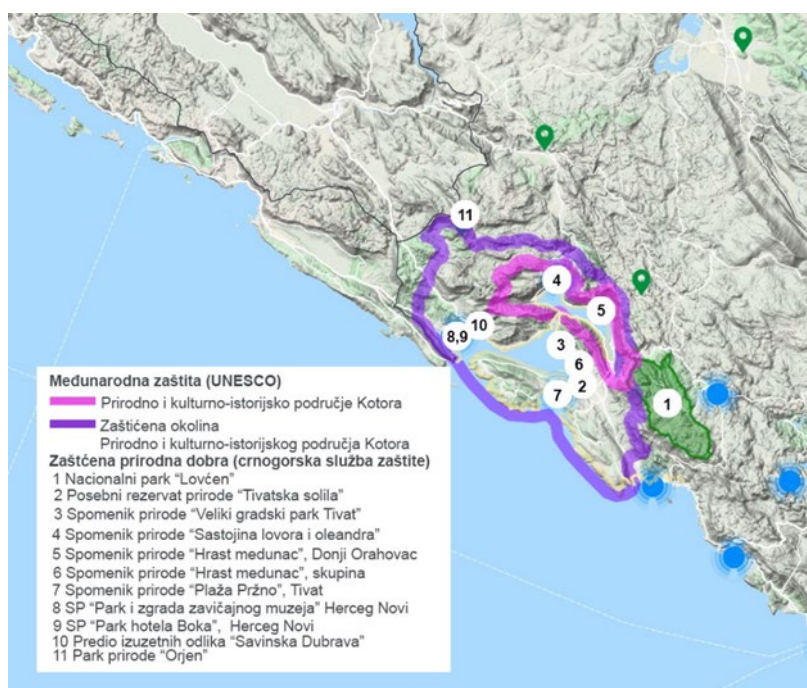 11
4
5
10
8,9
3
6
2
7
1
Međunarodna zaštita (UNESCO)
Prirodno i kulturno-istorijsko područje Kotora
Zaštićena okolina
Prirodno i kulturno-istorijskog područja Kotora
Zaštćena prirodna dobra (crnogorska služba zaštite)
1 Nacionalni park “Lovćen”
2 Posebni rezervat prirode “Tivatska solila”
3 Spomenik prirode “Veliki gradski park Tivat”
4 Spomenik prirode “Sastojina lovora i oleandra”
5 Spomenik prirode “Hrast medunac”, Donji Orahovac
6 Spomenik prirode “Hrast medunac”, skupina
7 Spomenik prirode “Plaža Pržno”, Tivat
8 SP “Park i zgrada zavičajnog muzeja” Herceg Novi
9 SP “Park hotela Boka”, Herceg Novi
10 Predio izuzetnih odlika “Savinska Dubrava”
11 Park prirode “Orjen”